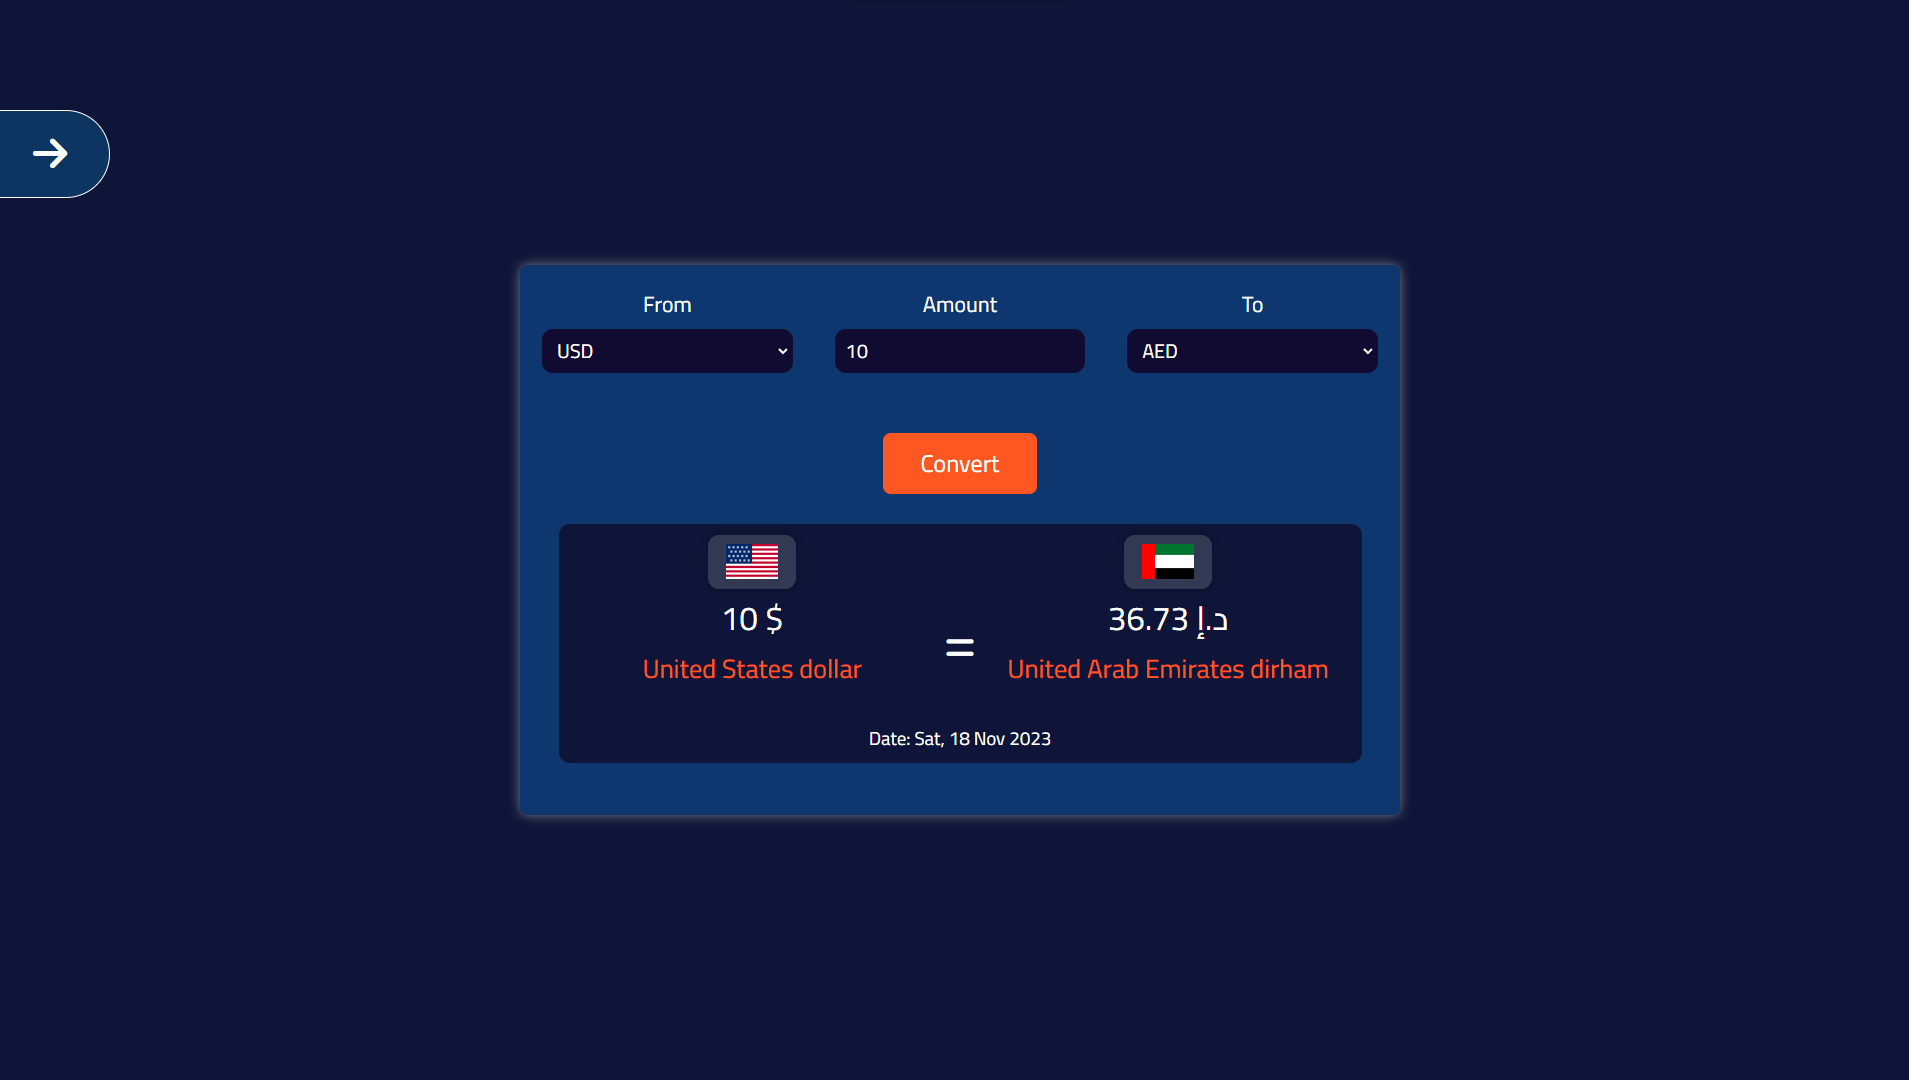 From
Amount
To
USD
10
AED
Convert
10 $
36.73 د.إ
=
United States dollar
United Arab Emirates dirham
Date: Sat, 18 Nov 2023